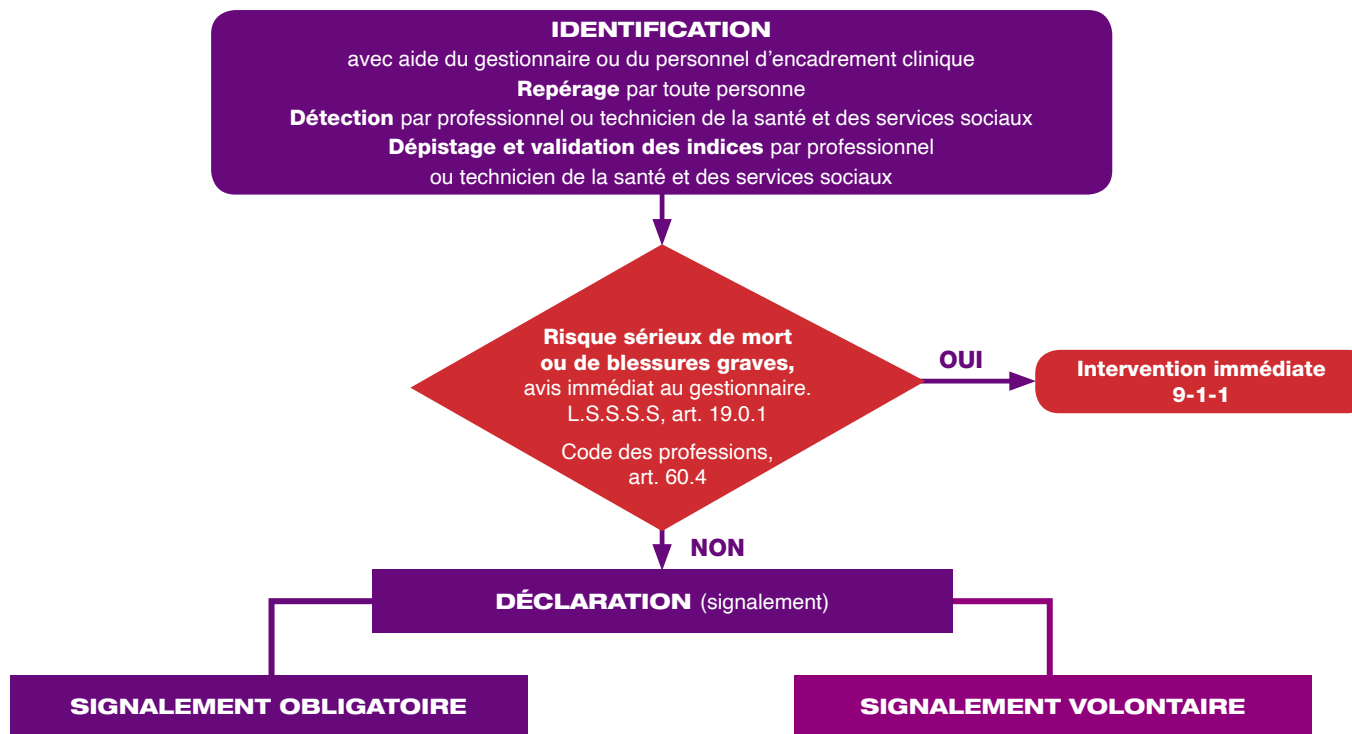 IDENTIFICATION
avec aide du gestionnaire ou du personnel d'encadrement clinique
Repérage par toute personne
Détection par professionnel ou technicien de la santé et des services sociaux
Dépistage et validation des indices par professionnel
ou technicien de la santé et des services sociaux
Risque sérieux de mort
ou de blessures graves,
avis immédiat au gestionnaire.
L.S.S.S.S, art. 19.0.1
Code des professions,
art. 60.4
OUI
Intervention immédiate
9-1-1
NON
DÉCLARATION (signalement)
SIGNALEMENT OBLIGATOIRE
SIGNALEMENT VOLONTAIRE